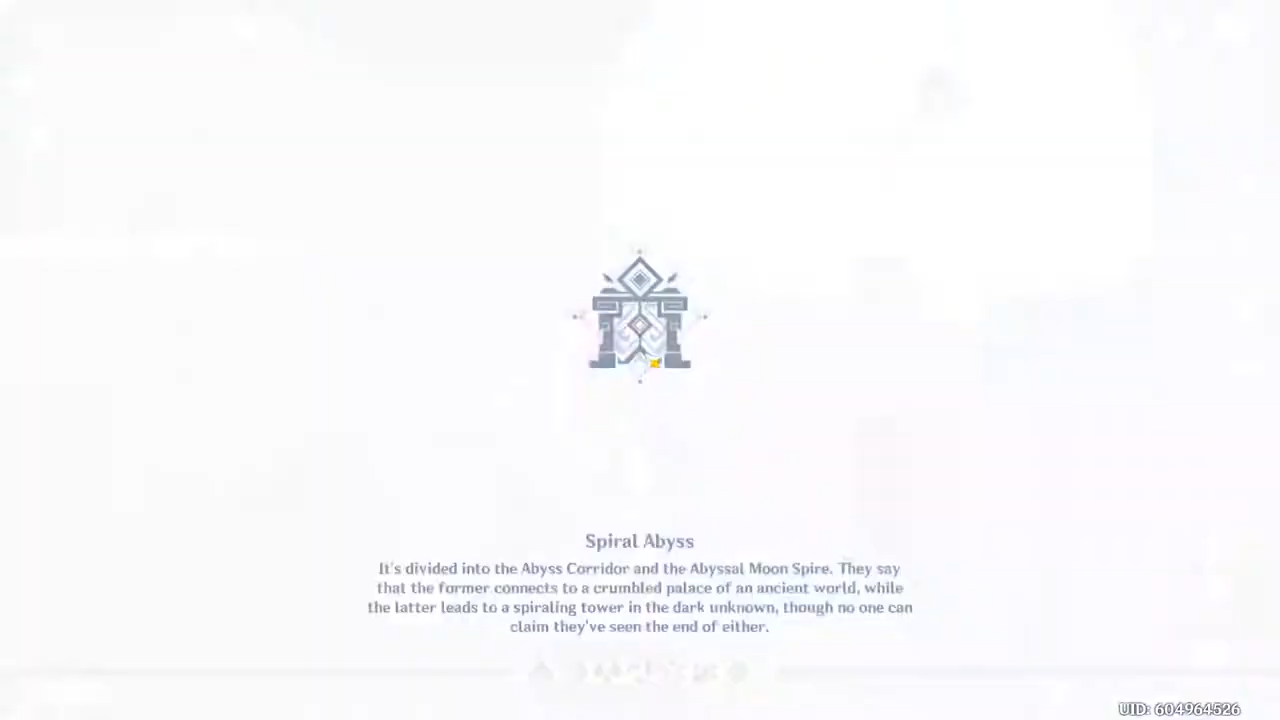 Spiral Abyss
It's divided into the Abyss Corridor and the Abyssal Moon Spire. They say
that the former connects to a crumbled palace of an ancient world, while
the latter leads to a spiraling tower in the dark unknown, though no one can
claim they've seen the end of either.
UID: 604964526